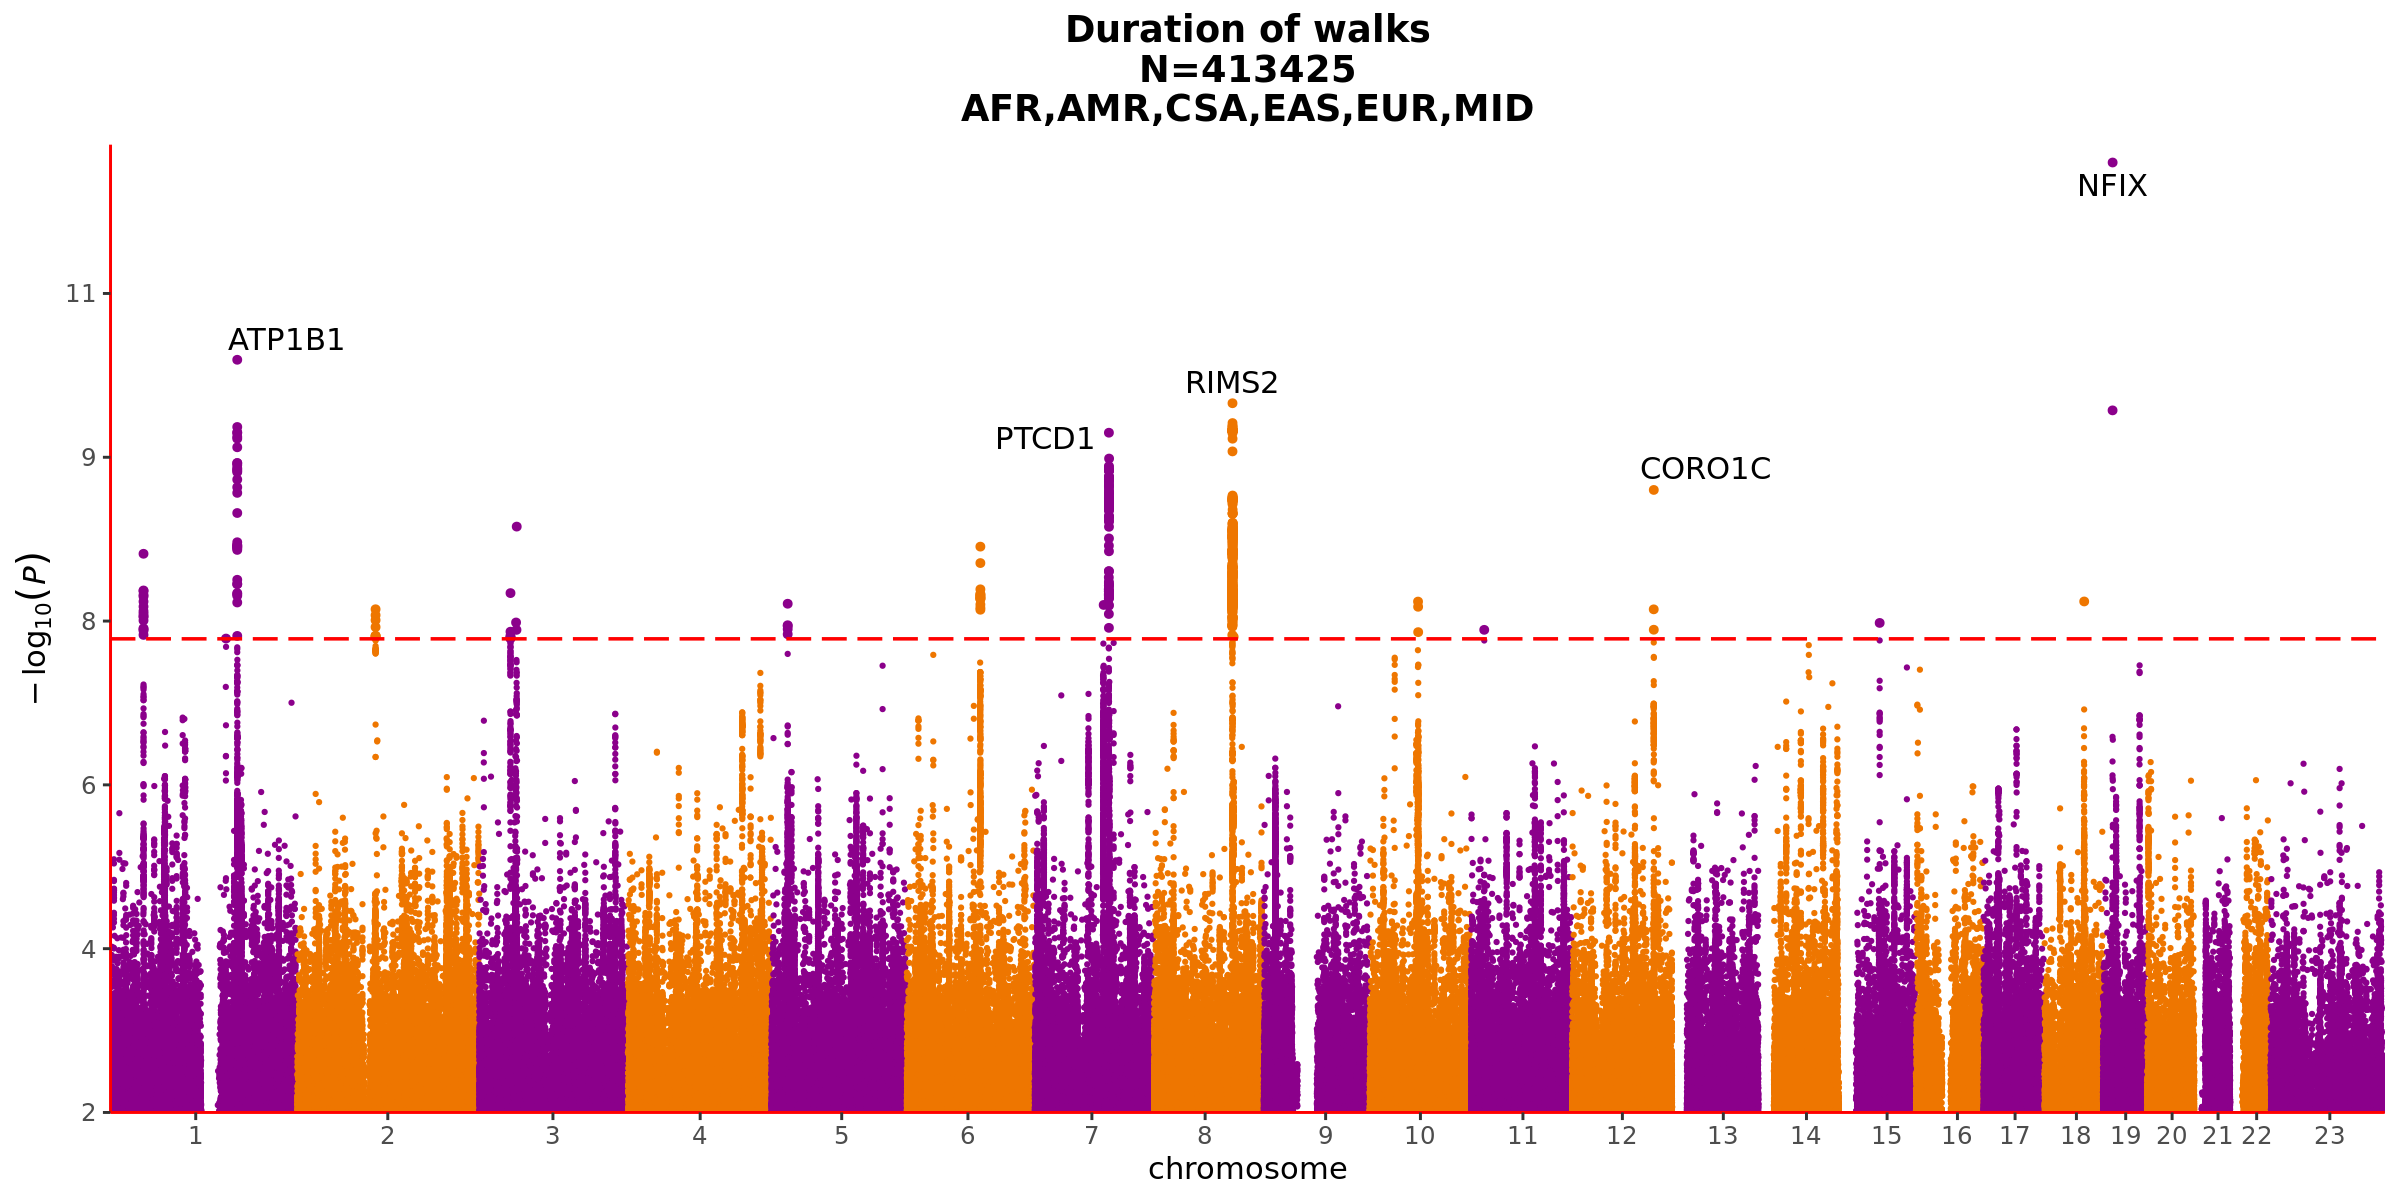 Duration of walks
N=413425
AFR,AMR,CSA,EAS,EUR,MID
NFIX
11
ATP1B1
RIMS2
PTCD1
9
CORO1C
8
−log10(P)
6
4
2
1 2 3 4 5 6 7 8 9 10 11 12 13 14 15 16 17 18 19 20 21 22 23
chromosome